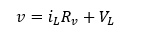 v = i_L R_v + V_L